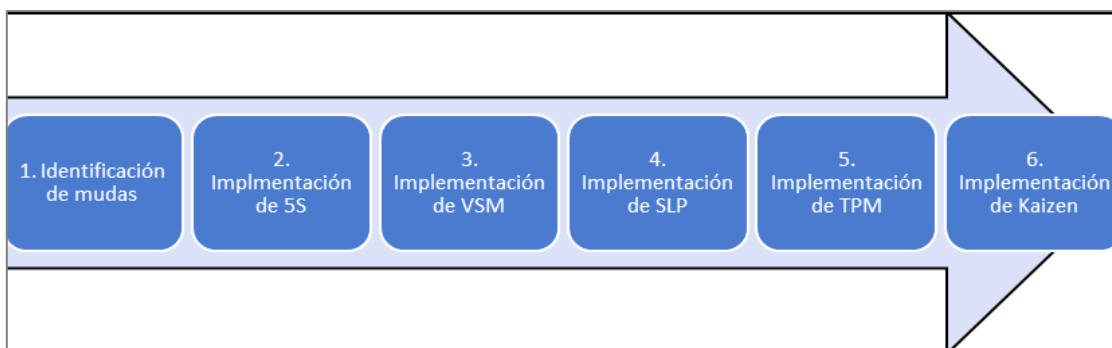 1. Identificación
de mudas
2.
Implmentación
de 5S
3.
Implementación
de VSM
4.
Implementación
de SLP
5.
Implementación
de TPM
6.
Implementación
de Kaizen